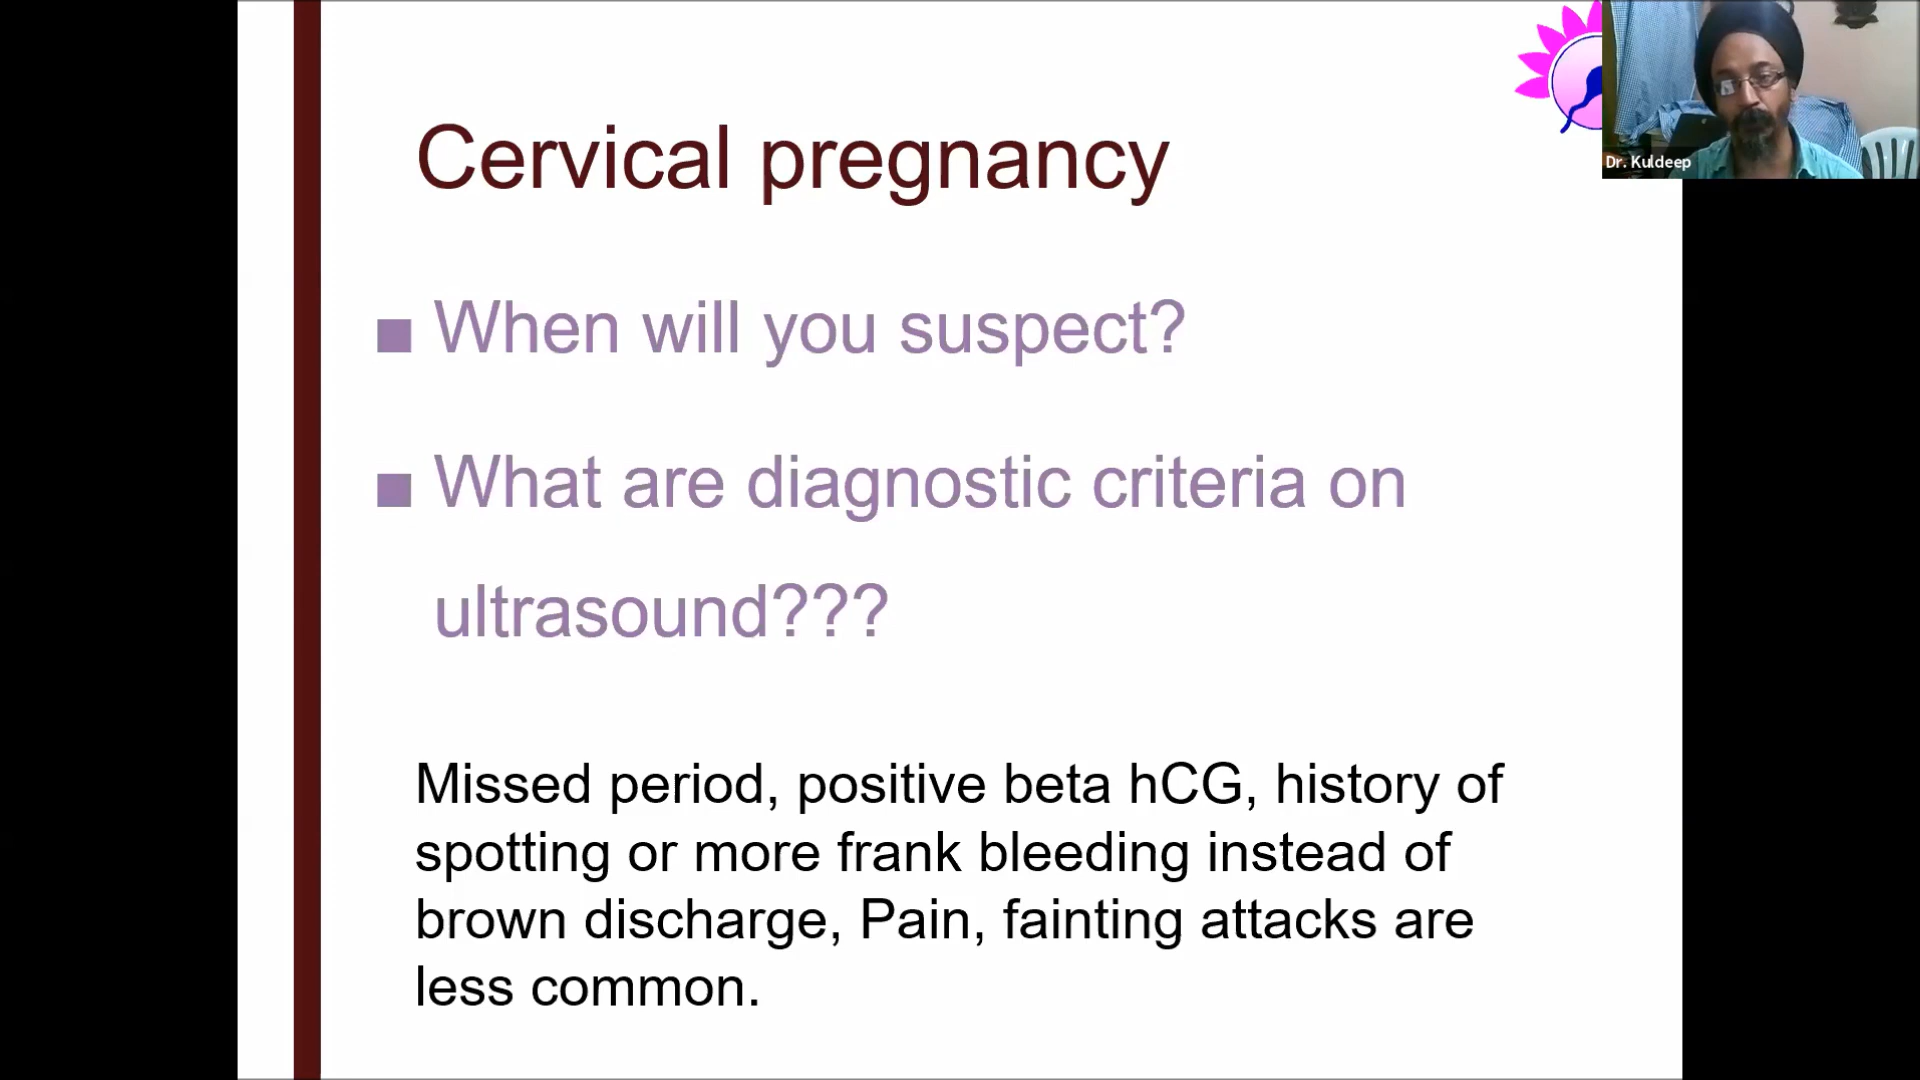 Cervical pregnancy
Dr. Kuldeep
■ When will you suspect?
■ What are diagnostic criteria on
ultrasound???
Missed period, positive beta hCG, history of
spotting or more frank bleeding instead of
brown discharge, Pain, fainting attacks are
less common.